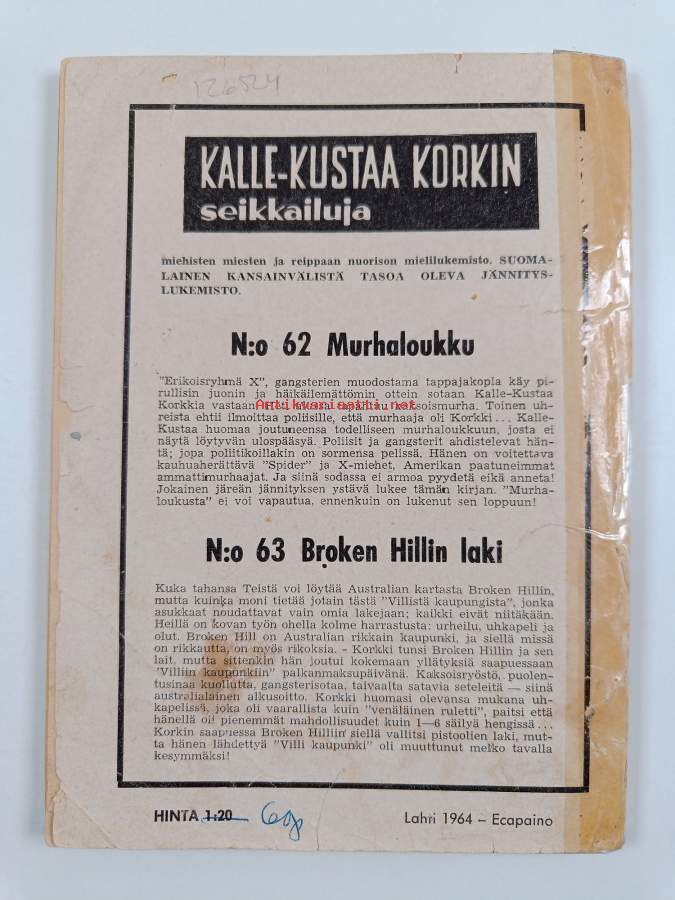 126524
KALLE-KUSTAA KORKIN
seikkailuja
miehisten miesten ja reippaan nuorison mielilukemisto. SUOMA-
LAINEN KANSAINVÄLISTÄ TASOA OLEVA JÄNNITYS-
LUKEMISTO.
N:o 62 Murhaloukku
"Erikoisryhmä X", gangsterien muodostama tappajakopla käy pi-
rullisin juonin ja häikäilemättömin ottein sotaan Kalle-Kustaa
Korkkia vastaan kaksoismurha. Toinen uh-
Antikvariaatti.net
reista ehtii ilmoittaa poliisille, että murhaaja oli Korkki... Kalle-
Kustaa huomaa joutuneensa todelliseen murhaloukkuun, josta ei
näytä löytyvän ulospääsyä. Poliisit ja gangsterit ahdistelevat hän-
tä; jopa poliitikoillakin on sormensa pelissä. Hänen on voitettava
kauhuaherättävä "Spider" ja X-miehet, Amerikan paatuneimmat
ammattimurhaajat. Ja siinä sodassa ei armoa pyydetä eikä anneta!
Jokainen järeän jännityksen ystävä lukee tämän kirjan. "Murha-
loukusta" ei voi vapautua, ennenkuin on lukenut sen loppuun!
N:o 63 Broken Hillin laki
Kuka tahansa Teistä voi löytää Australian kartasta Broken Hillin,
mutta kuinka moni tietää jotain tästä "Villistä kaupungista", jonka
asukkaat noudattavat vain omia lakejaan; kaikki eivät niitäkään.
Heillä on kovan työn ohella kolme harrastusta: urheilu, uhkapeli ja
olut. Broken Hill on Australian rikkain kaupunki, ja siellä missä
on rikkautta, on myös rikoksia. - Korkki tunsi Broken Hillin ja sen
lait, mutta sittenkin hän joutui kokemaan yllätyksiä saapuessaan
"Villiin kaupunkiin" palkanmaksupäivänä. Kaksoisryöstö, puolen-
tusinaa kuollutta, gangsterisotaa, taivaalta satavia seteleitä — siinä
australialainen alkusoitto. Korkki huomasi olevansa mukana uh-
kapelissä, joka oli vaarallista kuin "venäläinen ruletti", paitsi että
hänellä oli pienemmät mahdollisuudet kuin 1—6 säilyä hengissä...
Korkin saapuessa Broken Hilliin siellä vallitsi pistoolien laki, mut-
ta hänen lähdettyä "Villi kaupunki" oli muuttunut melko tavalla
kesymmäksi!
HINTA 1:20 60p
Lahti 1964 – Ecapaino